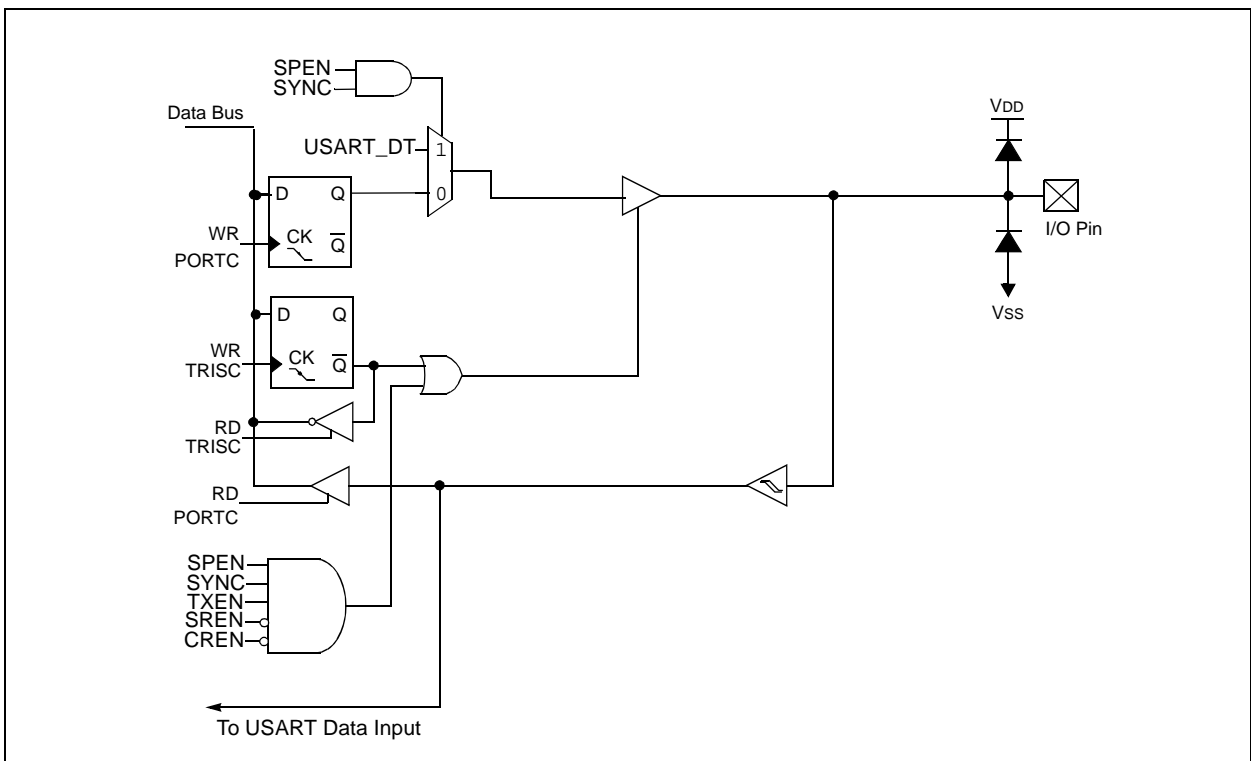 SPEN
SYNC
Data Bus
VDD
USART_DT
1
D Q
0
WR
PORTC
CK Q
I/O Pin
D Q
VSS
WR
TRISC
CK Q
RD
TRISC
RD
PORTC
SPEN
SYNC
TXEN
SREN
CREN
To USART Data Input